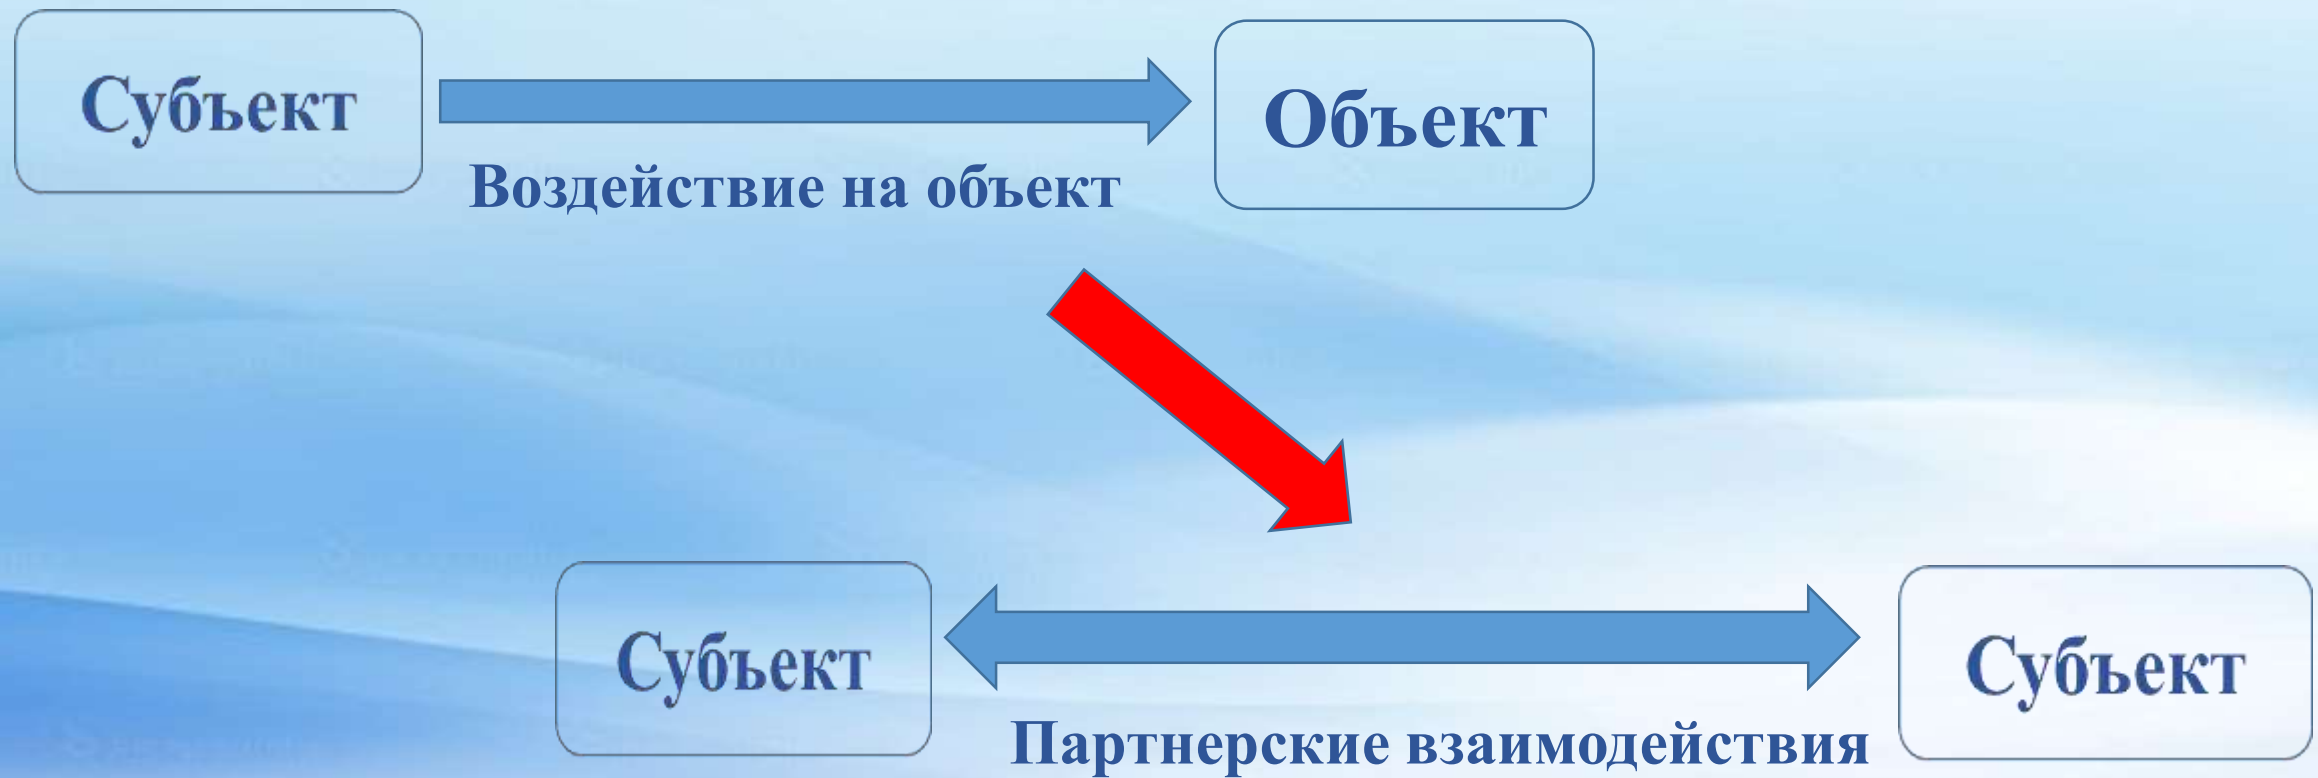 Субъект
Объект
Воздействие на объект
Субъект
Субъект
Партнерские взаимодействия